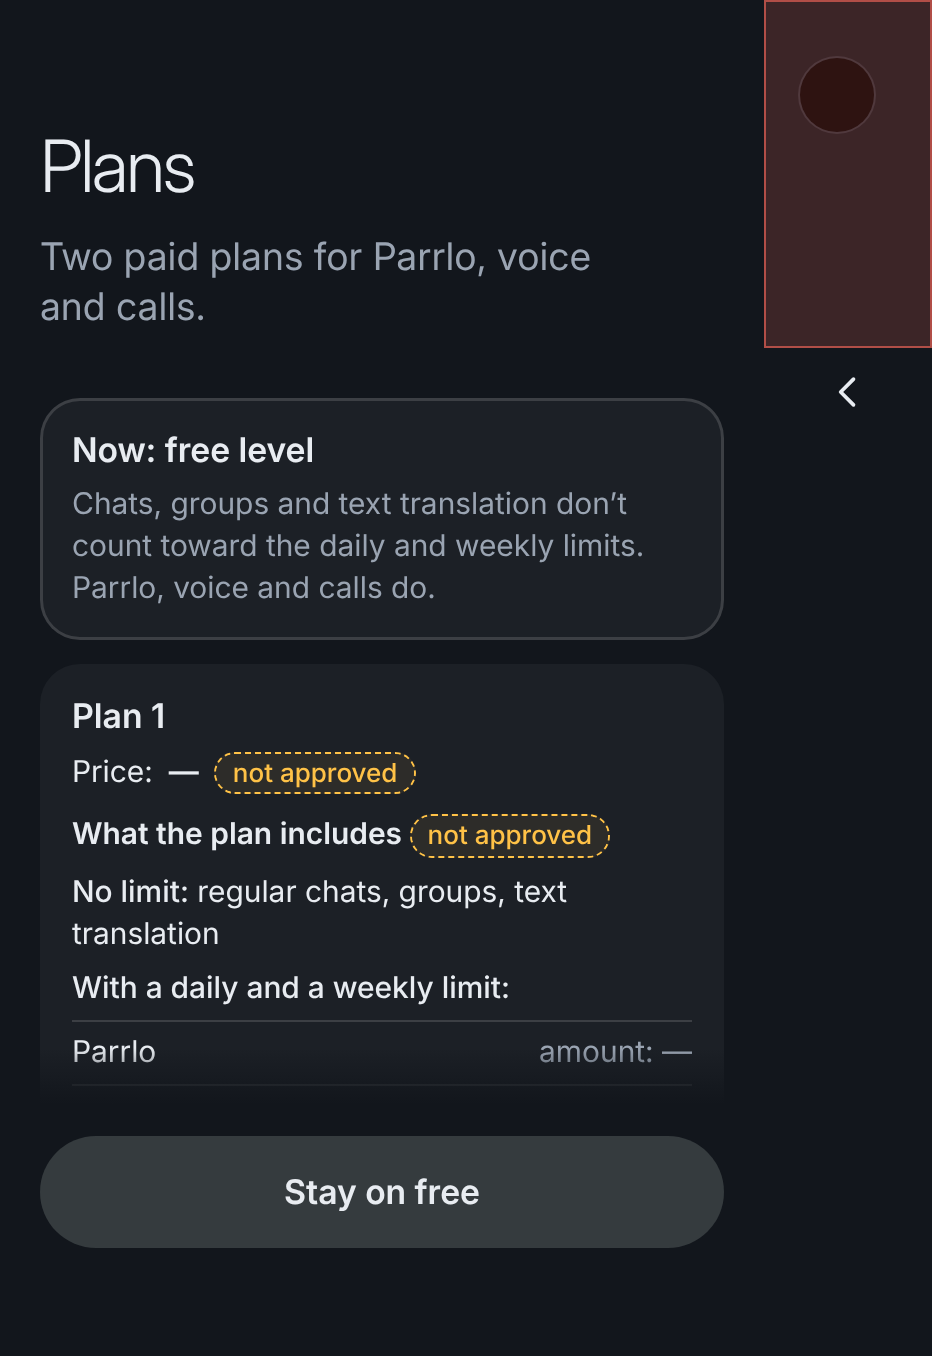 Plans
Two paid plans for Parrlo, voice
and calls.
Now: free level
Chats, groups and text translation don’t
count toward the daily and weekly limits.
Parrlo, voice and calls do.
Plan 1
Price: — not approved
What the plan includes not approved
No limit: regular chats, groups, text
translation
With a daily and a weekly limit:
Parrlo amount: —
Stay on free